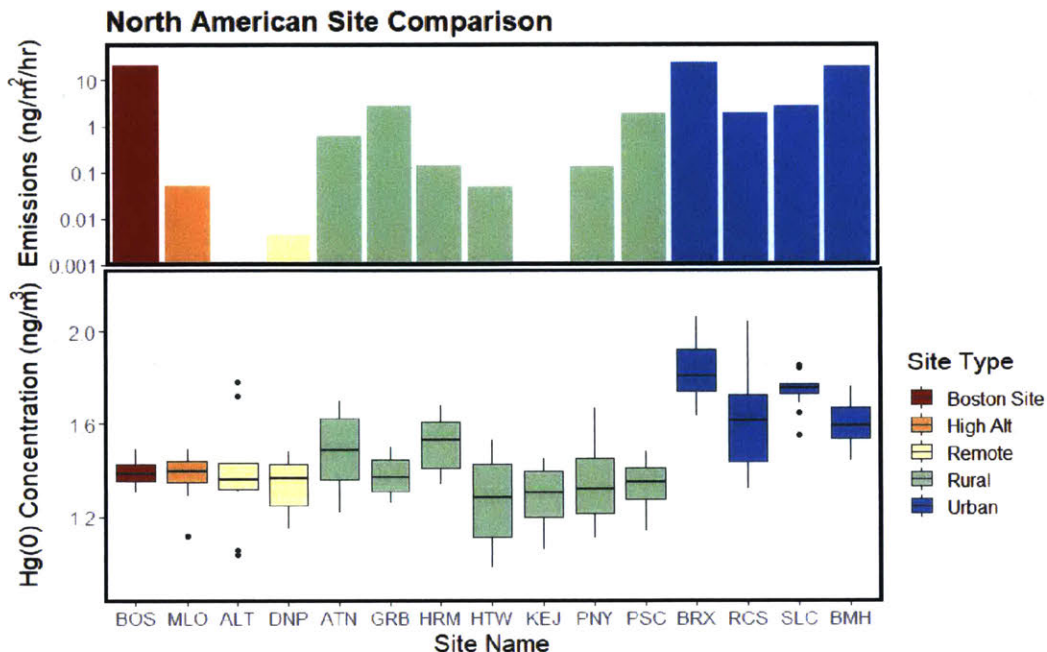 North American Site Comparison
Emissions (ng/m²/hr)
10
1
0.1
0.01
0.001
Hg(0) Concentration (ng/m³)
2.0
1.6
1.2
BOS MLO ALT DNP ATN GRB HRM HTW KEJ PNY PSC BRX RCS SLC BMH
Site Name
Site Type
Boston Site
High Alt
Remote
Rural
Urban